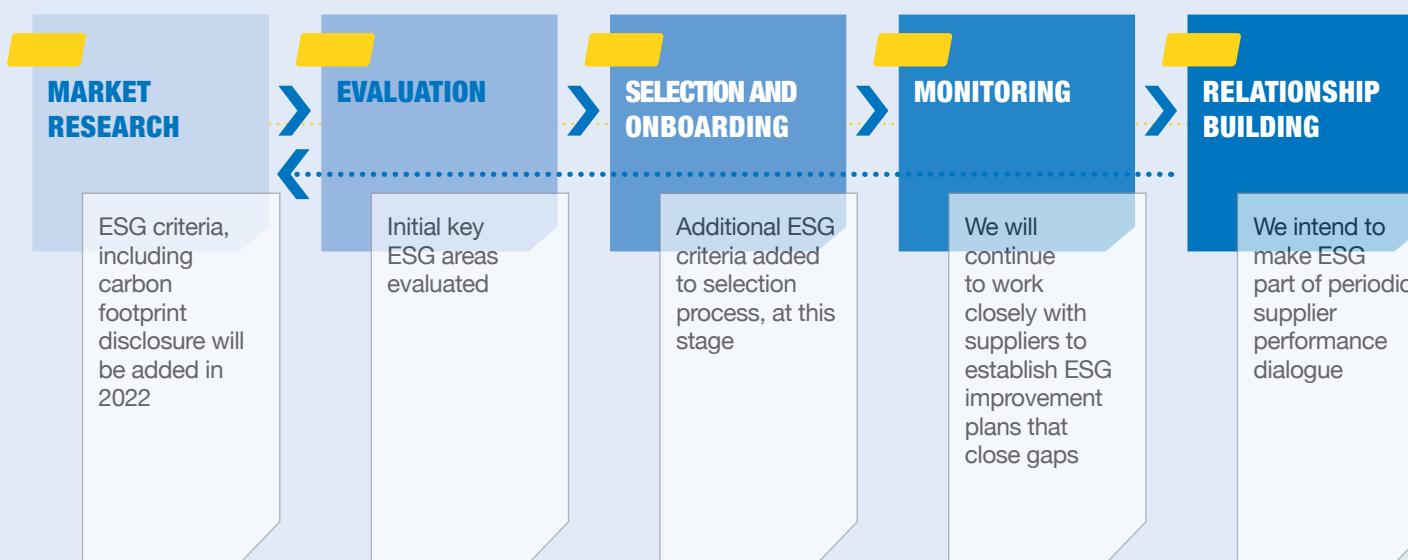 MARKET
RESEARCH
ESG criteria,
including
carbon
footprint
disclosure will
be added in
2022
EVALUATION
Initial key
ESG areas
evaluated
SELECTION AND
ONBOARDING
Additional ESG
criteria added
to selection
process, at this
stage
MONITORING
We will
continue
to work
closely with
suppliers to
establish ESG
improvement
plans that
close gaps
RELATIONSHIP
BUILDING
We intend to
make ESG
part of periodic
supplier
performance
dialogue